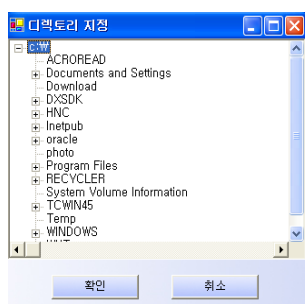 디렉토리 지정
c:\
ACROREAD
Documents and Settings
Download
DXSDK
HNC
Inetpub
oracle
photo
Program Files
RECYCLER
System Volume Information
TCWIN45
Temp
WINDOWS
확인
취소